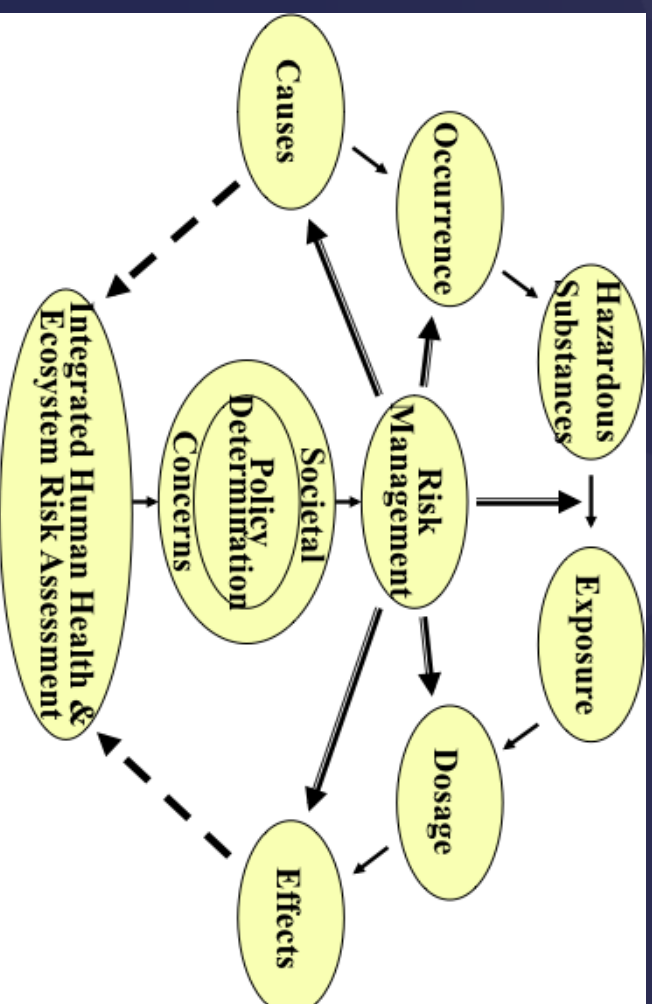 Hazardous
Substances
Exposure
Occurrence
Dosage
Risk
Management
Causes
Effects
Societal
Policy
Determination
Concerns
Integrated Human Health &
Ecosystem Risk Assessment